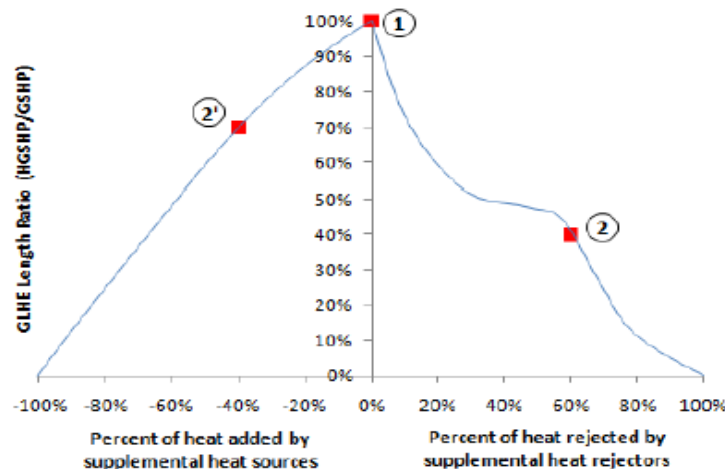 GLHE Length Ratio (HGSHP/GSHP)
100%
90%
80%
70%
60%
50%
40%
30%
20%
10%
0%
1
2'
2
-100% -80% -60% -40% -20% 0% 20% 40% 60% 80% 100%
Percent of heat added by
supplemental heat sources
Percent of heat rejected by
supplemental heat rejectors